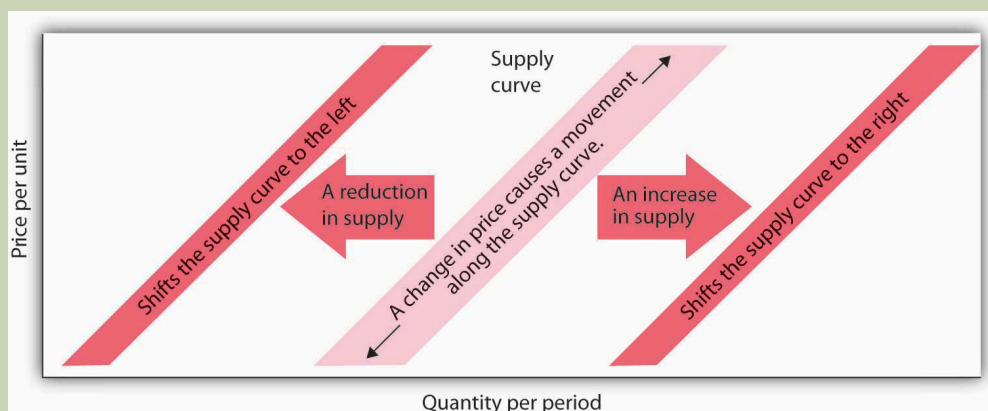 Price per unit
Shifts the supply curve to the left
A reduction
in supply
Supply
curve
A change in price causes a movement
along the supply curve.
An increase
in supply
Shifts the supply curve to the right
Quantity per period